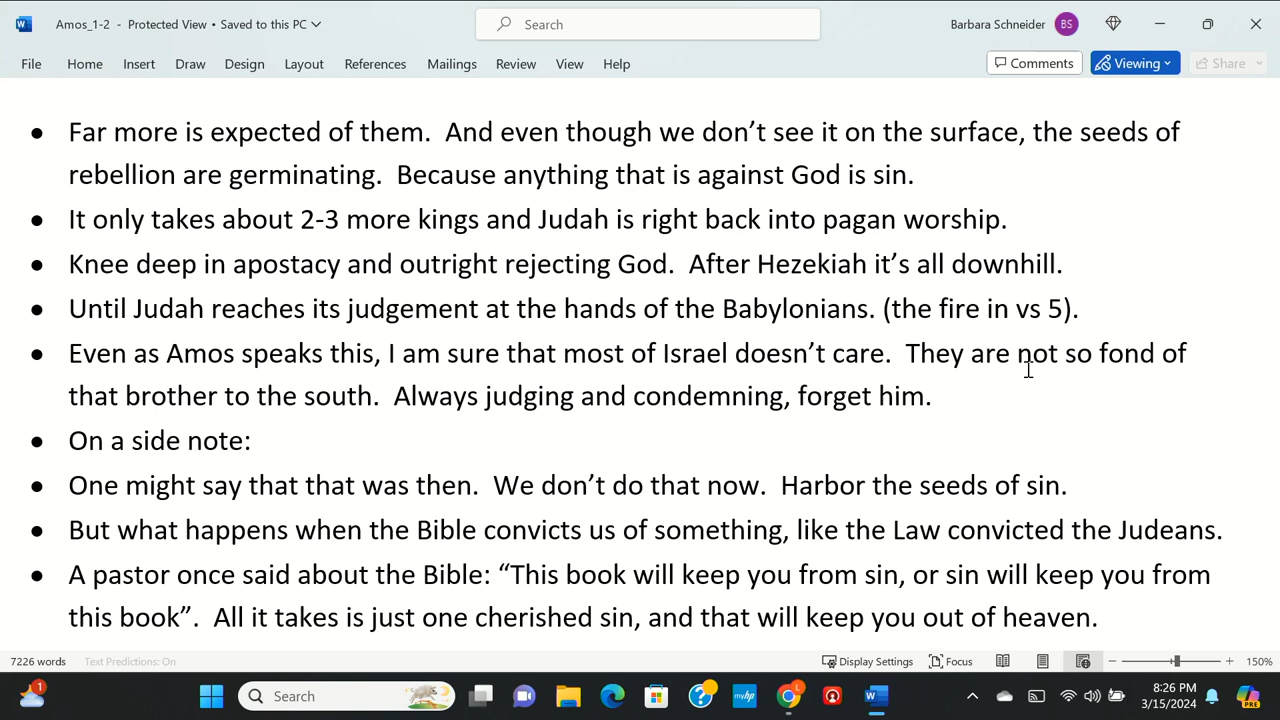 Amos_1-2 - Protected View • Saved to this PC
Search
Barbara Schneider
BS
File Home Insert Draw Design Layout References Mailings Review View Help
Comments
Viewing
Share
• Far more is expected of them.  And even though we don’t see it on the surface, the seeds of
rebellion are germinating.  Because anything that is against God is sin.
• It only takes about 2-3 more kings and Judah is right back into pagan worship.
• Knee deep in apostacy and outright rejecting God.  After Hezekiah it’s all downhill.
• Until Judah reaches its judgement at the hands of the Babylonians. (the fire in vs 5).
• Even as Amos speaks this, I am sure that most of Israel doesn’t care.  They are not so fond of
that brother to the south.  Always judging and condemning, forget him.
• On a side note:
• One might say that that was then.  We don’t do that now.  Harbor the seeds of sin.
• But what happens when the Bible convicts us of something, like the Law convicted the Judeans.
• A pastor once said about the Bible: “This book will keep you from sin, or sin will keep you from
this book”.  All it takes is just one cherished sin, and that will keep you out of heaven.
7226 words
Text Predictions: On
Display Settings
Focus
150%
1
Search
myhp
L
8:26 PM
3/15/2024
PRE